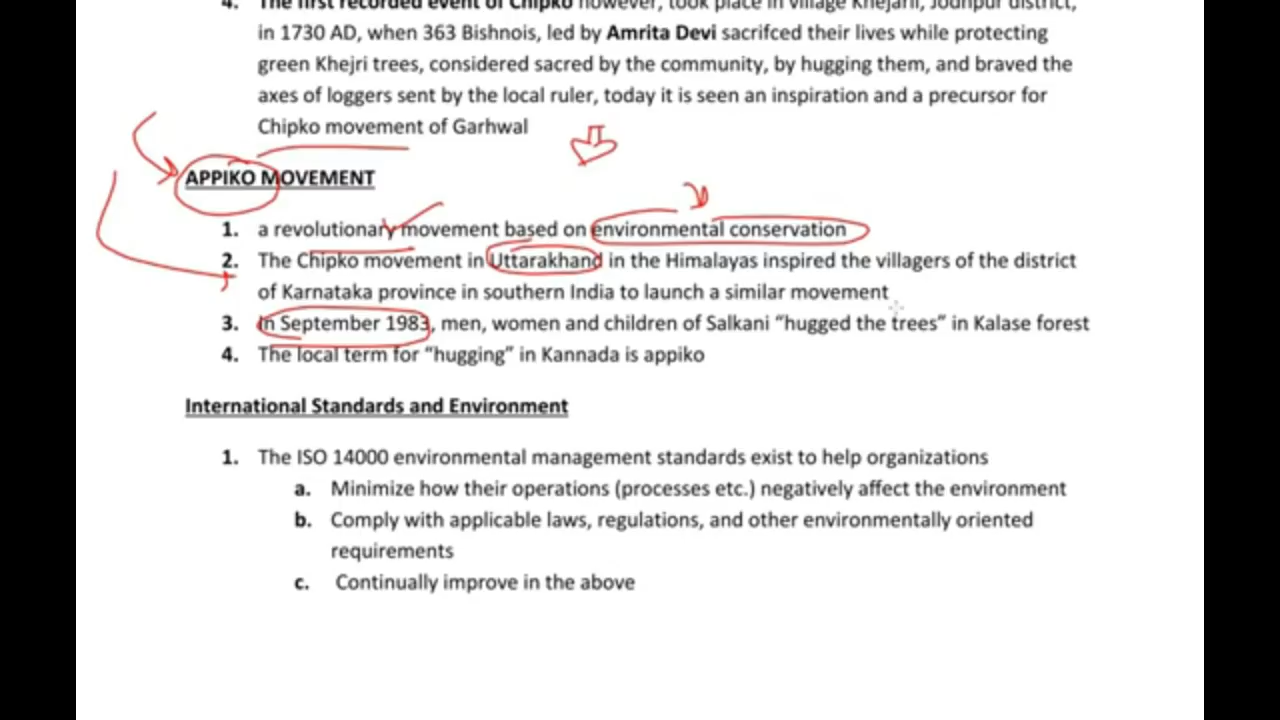 4. The first recorded event of Chipko however, took place in village Khejarli, Jodhpur district,
in 1730 AD, when 363 Bishnois, led by Amrita Devi sacrifced their lives while protecting
green Khejri trees, considered sacred by the community, by hugging them, and braved the
axes of loggers sent by the local ruler, today it is seen an inspiration and a precursor for
Chipko movement of Garhwal
APPIKO MOVEMENT
1. a revolutionary movement based on environmental conservation
2. The Chipko movement in Uttarakhand in the Himalayas inspired the villagers of the district
of Karnataka province in southern India to launch a similar movement
3. In September 1983, men, women and children of Salkani “hugged the trees” in Kalase forest
4. The local term for “hugging” in Kannada is appiko
International Standards and Environment
1. The ISO 14000 environmental management standards exist to help organizations
a. Minimize how their operations (processes etc.) negatively affect the environment
b. Comply with applicable laws, regulations, and other environmentally oriented
requirements
c. Continually improve in the above